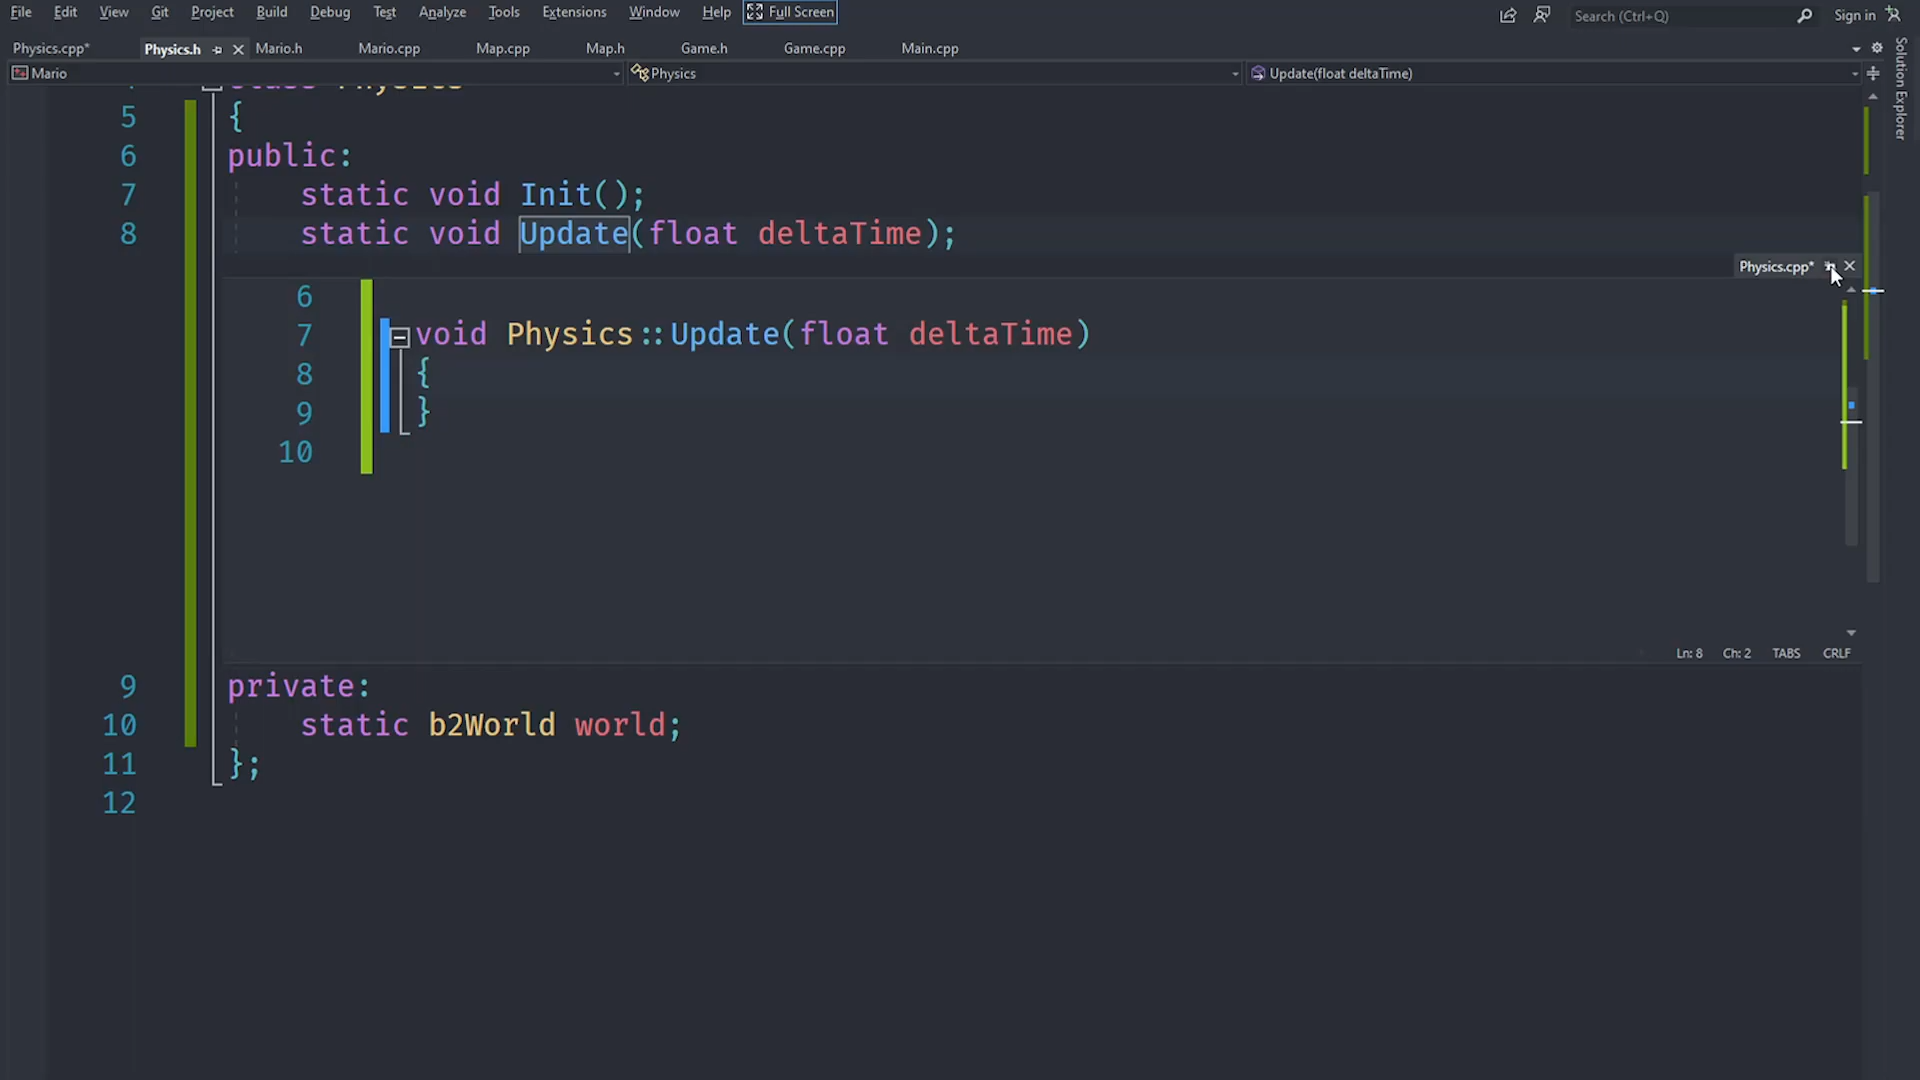 File Edit View Git Project Build Debug Test Analyze Tools Extensions Window Help Full Screen Search (Ctrl+Q) Sign in
Physics.cpp* Physics.h Mario.h Mario.cpp Map.cpp Map.h Game.h Game.cpp Main.cpp
Mario Physics Update(float deltaTime)
Solution Explorer
5 {
6 public:
7 static void Init();
8 static void Update(float deltaTime);
Physics.cpp*
6
7 void Physics::Update(float deltaTime)
8 {
9 }
10
Ln: 8 Ch: 2 TABS CRLF
9 private:
10 static b2World world;
11 };
12